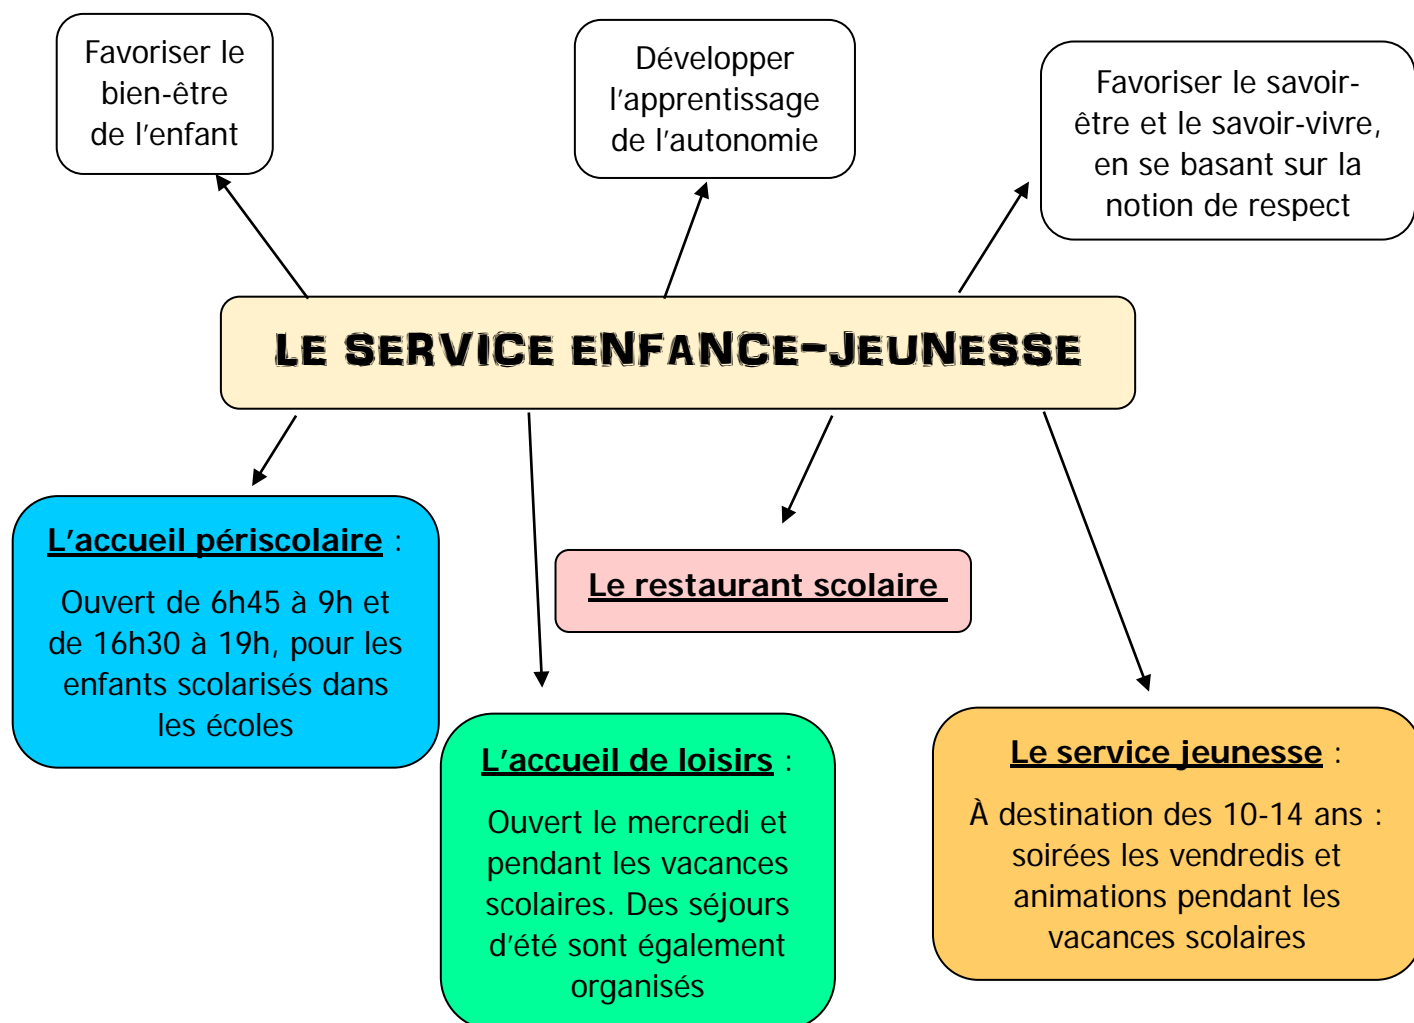 Favoriser le
bien-être
de l'enfant
Développer
l'apprentissage
de l'autonomie
Favoriser le savoir-
être et le savoir-vivre,
en se basant sur la
notion de respect
LE SERVICE ENFANCE-JEUNESSE
L'accueil périscolaire :
Ouvert de 6h45 à 9h et
de 16h30 à 19h, pour les
enfants scolarisés dans
les écoles
Le restaurant scolaire
L'accueil de loisirs :
Ouvert le mercredi et
pendant les vacances
scolaires. Des séjours
d'été sont également
organisés
Le service jeunesse :
À destination des 10-14 ans :
soirées les vendredis et
animations pendant les
vacances scolaires